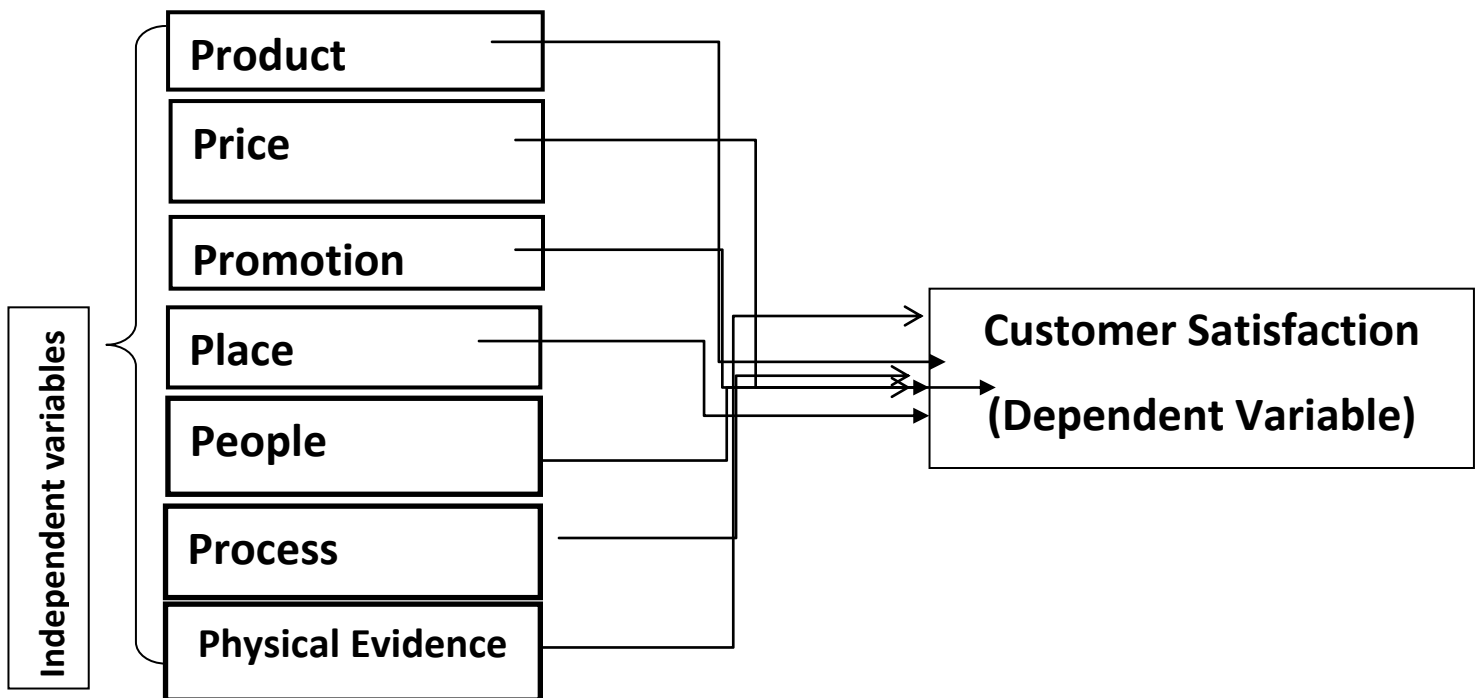 Independent variables
Product
Price
Promotion
Place
People
Process
Physical Evidence
Customer Satisfaction
(Dependent Variable)